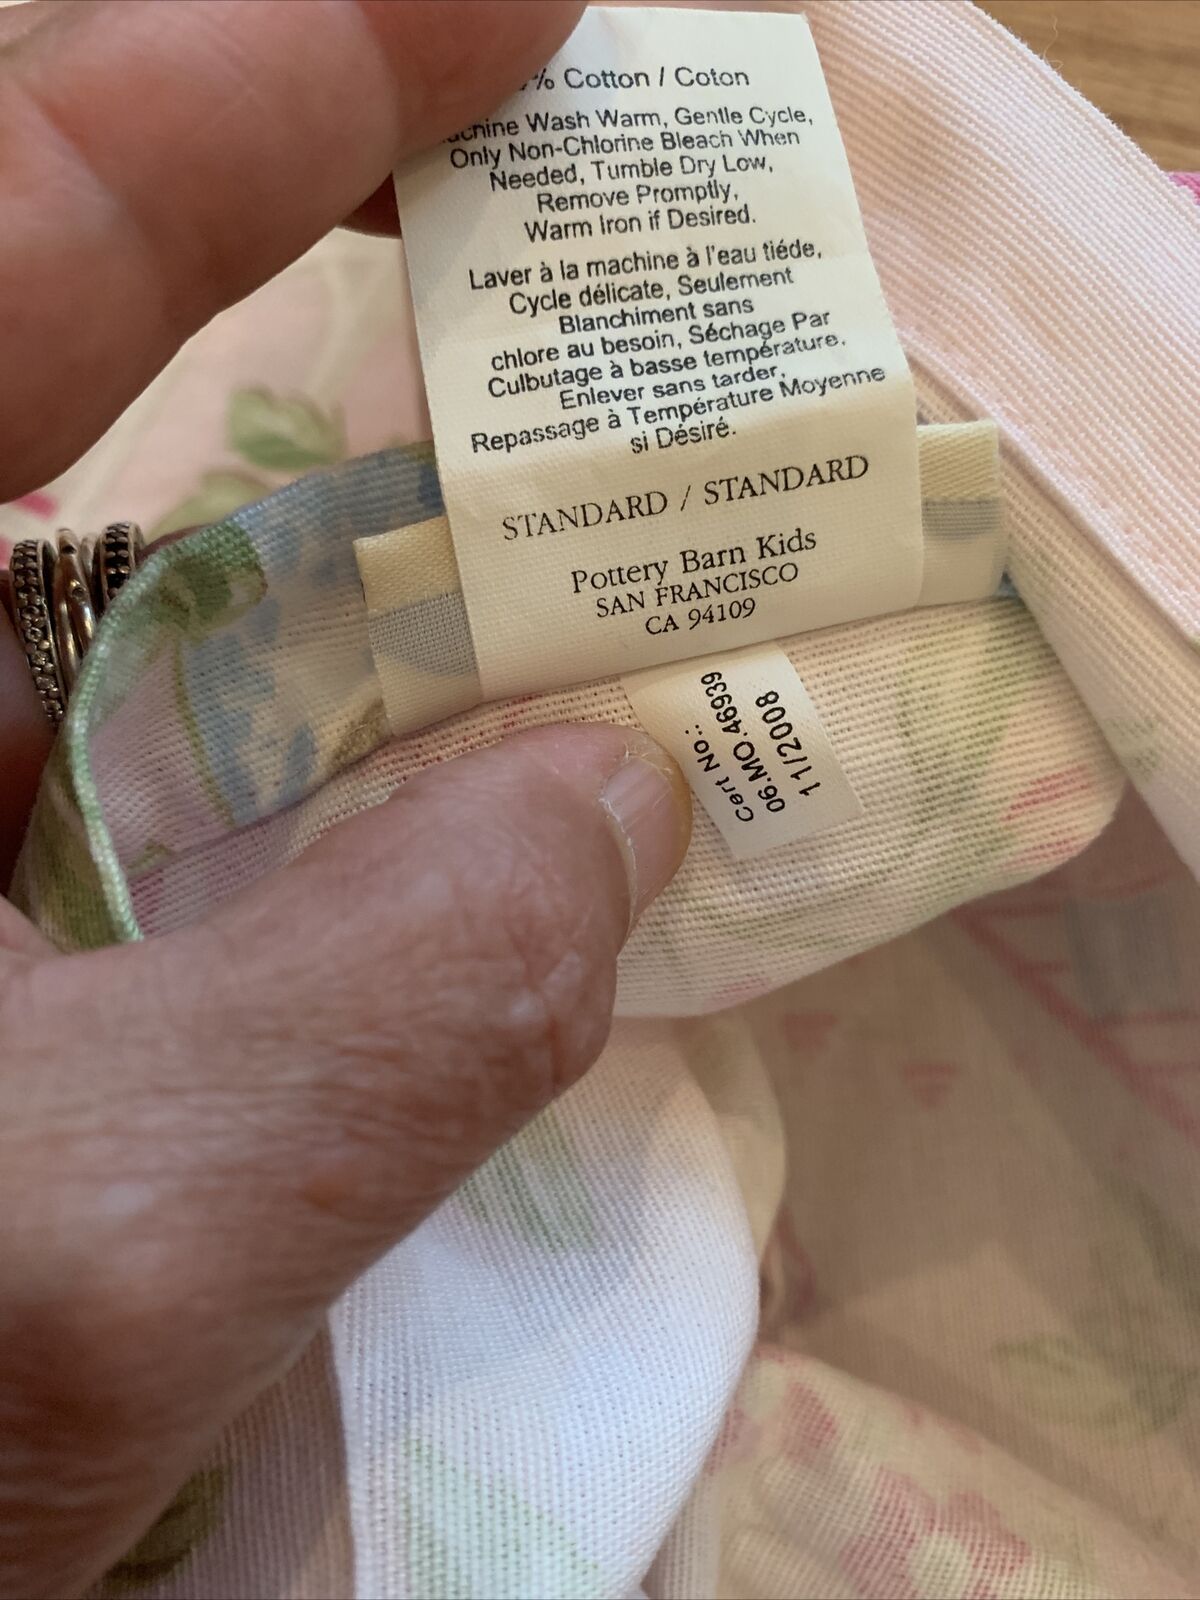 % Cotton / Coton
Wash Warm, Gentle Cycle,
Only Non-Chlorine Bleach When
Needed, Tumble Dry Low,
Remove Promptly,
Warm Iron if Desired.
Laver à la machine à l'eau tiéde,
Cycle délicate, Seulement
Blanchiment sans
chlore au besoin, Séchage Par
Culbutage à basse température.
Enlever sans tarder,
Repassage à Température Moyenne
si Désiré.
STANDARD / STANDARD
Pottery Barn Kids
SAN FRANCISCO
CA 94109
Cert No.:
06.MO.46939
11/2008